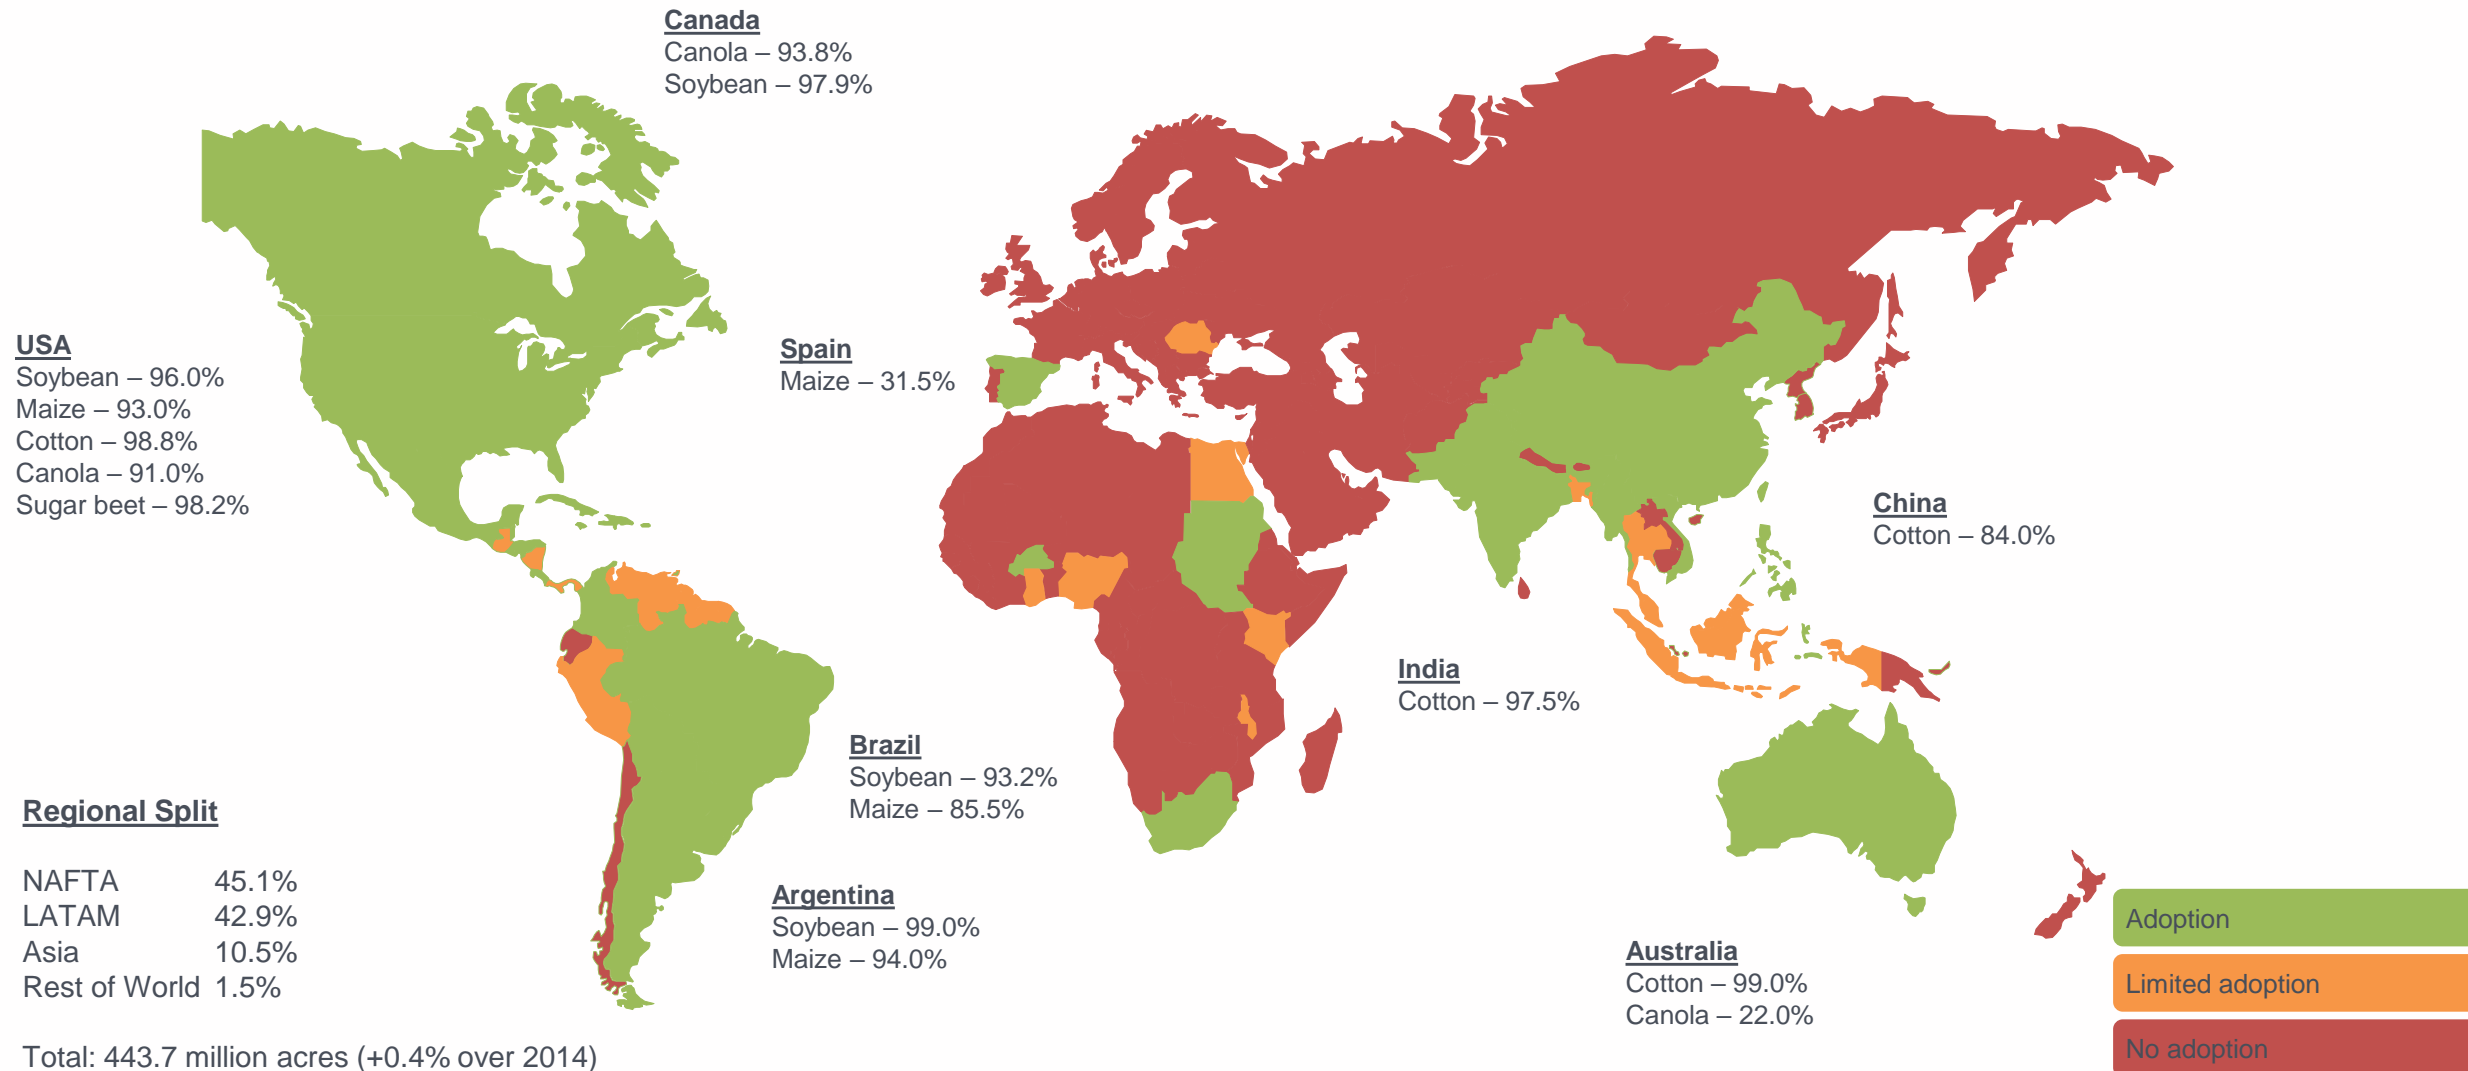 Canada
Canola – 93.8%
Soybean – 97.9%
USA
Soybean – 96.0%
Maize – 93.0%
Cotton – 98.8%
Canola – 91.0%
Sugar beet – 98.2%
Spain
Maize – 31.5%
China
Cotton – 84.0%
India
Cotton – 97.5%
Brazil
Soybean – 93.2%
Maize – 85.5%
Argentina
Soybean – 99.0%
Maize – 94.0%
Australia
Cotton – 99.0%
Canola – 22.0%
Regional Split
NAFTA 45.1%
LATAM 42.9%
Asia 10.5%
Rest of World 1.5%
Total: 443.7 million acres (+0.4% over 2014)
Adoption
Limited adoption
No adoption